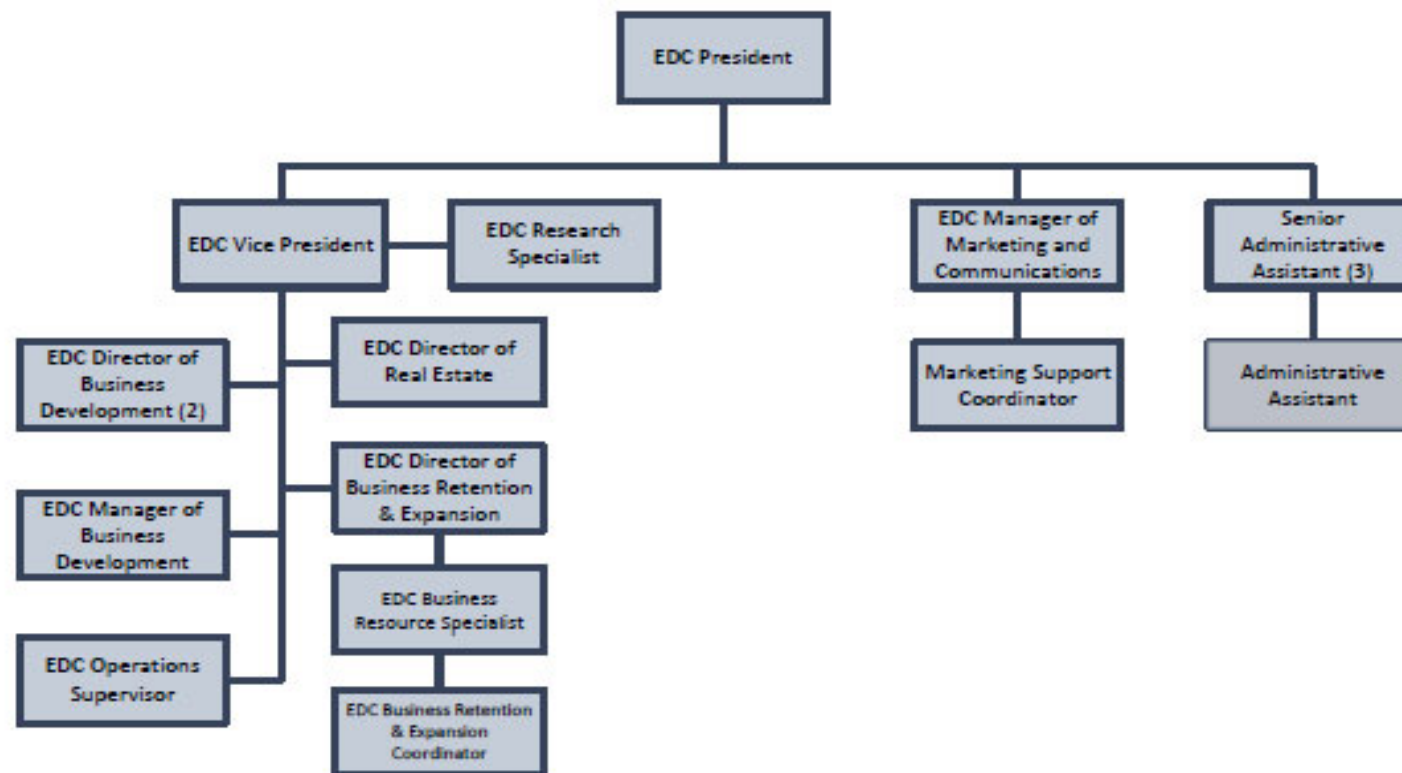 EDC President
EDC Vice President
EDC Research
Specialist
EDC Manager of
Marketing and
Communications
Senior
Administrative
Assistant (3)
EDC Director of
Business
Development (2)
EDC Director of
Real Estate
Marketing Support
Coordinator
Administrative
Assistant
EDC Manager of
Business
Development
EDC Director of
Business Retention
& Expansion
EDC Business
Resource Specialist
EDC Operations
Supervisor
EDC Business Retention
& Expansion
Coordinator